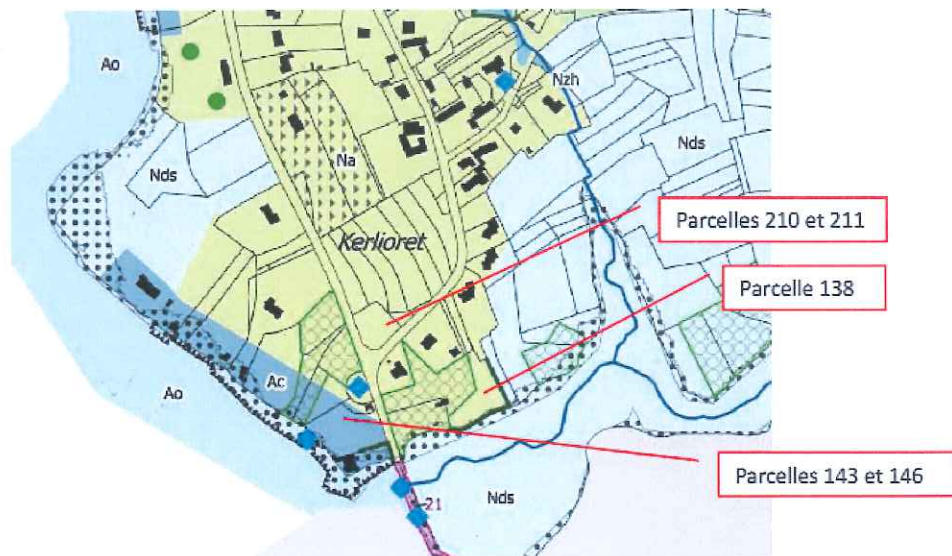 Ao
Nzh
Nds
Nds
Na
Parcelles 210 et 211
Kerlioret
Parcelle 138
Ac
Ao
Parcelles 143 et 146
Nds
21